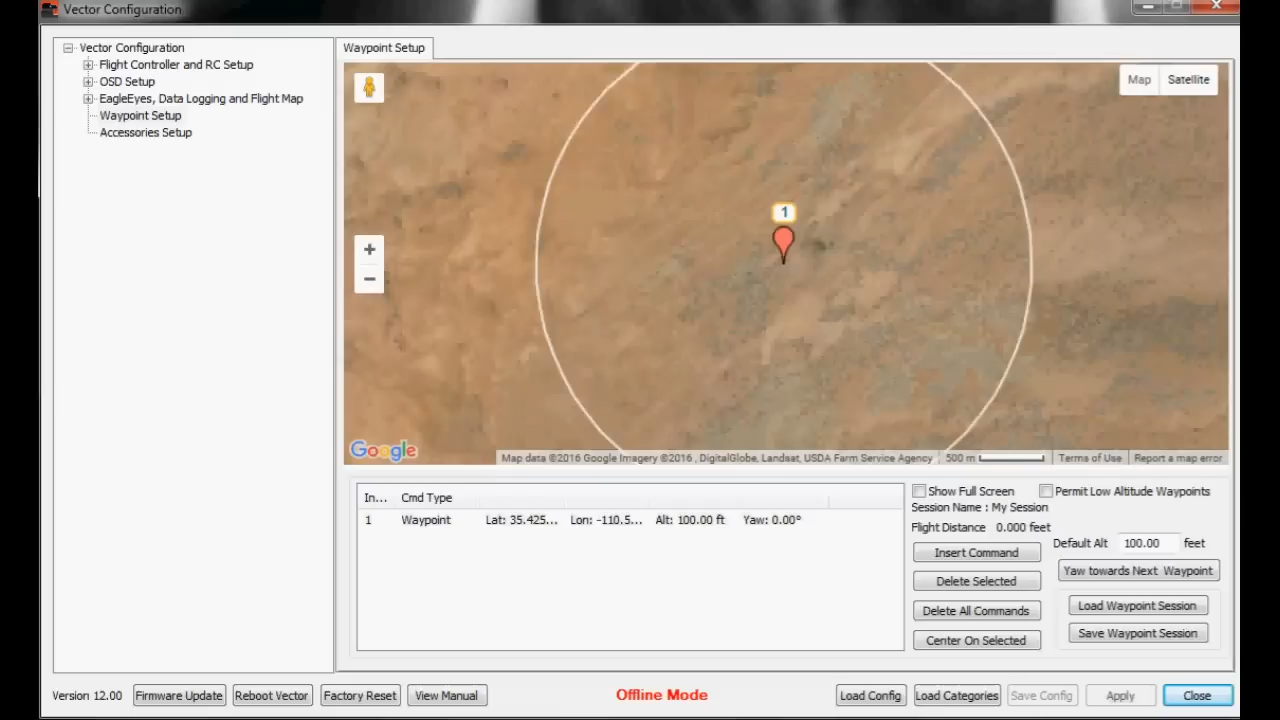 Vector Configuration
Vector Configuration
Flight Controller and RC Setup
OSD Setup
EagleEyes, Data Logging and Flight Map
Waypoint Setup
Accessories Setup
Waypoint Setup
Map Satellite
1
+
−
Google
Map data ©2016 Google Imagery ©2016 , DigitalGlobe, Landsat, USDA Farm Service Agency 500 m Terms of Use Report a map error
In... Cmd Type
1 Waypoint Lat: 35.425... Lon: -110.5... Alt: 100.00 ft Yaw: 0.00°
Show Full Screen Permit Low Altitude Waypoints
Session Name : My Session
Flight Distance 0.000 feet
Default Alt 100.00 feet
Insert Command
Yaw towards Next Waypoint
Delete Selected
Delete All Commands
Center On Selected
Load Waypoint Session
Save Waypoint Session
Version 12.00 Firmware Update Reboot Vector Factory Reset View Manual Offline Mode Load Config Load Categories Save Config Apply Close